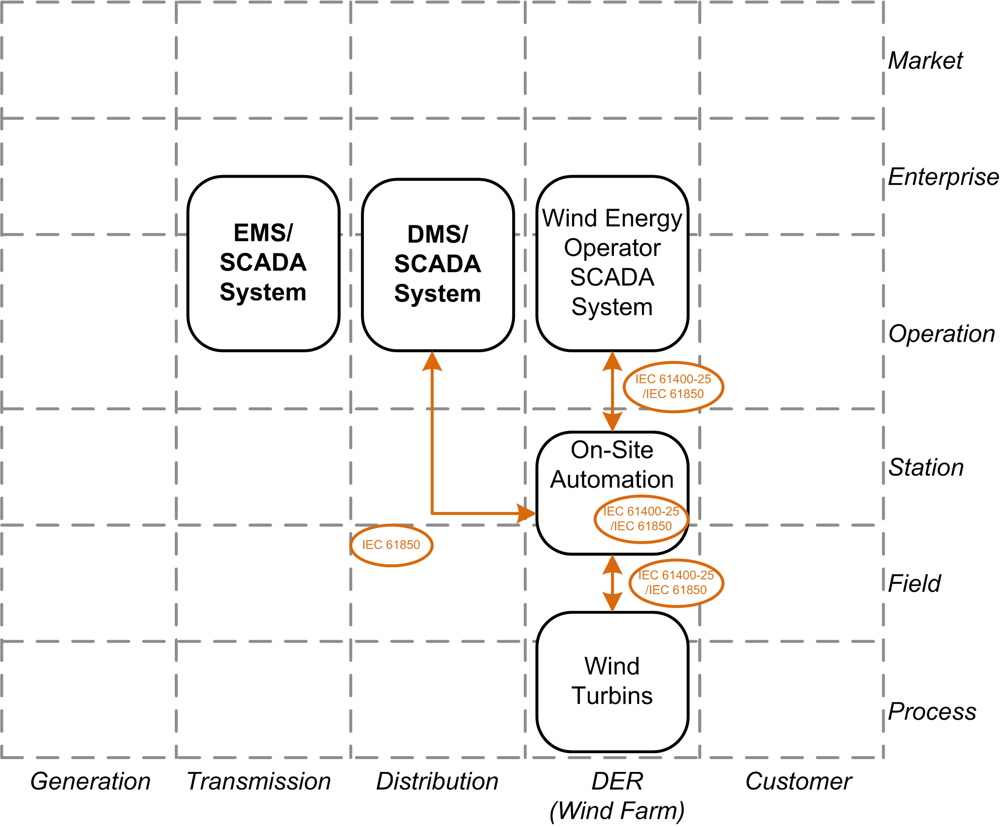 Market
Enterprise
EMS/
SCADA
System
DMS/
SCADA
System
Wind Energy
Operator
SCADA
System
Operation
IEC 61400-25
/IEC 61850
On-Site
Automation
IEC 61400-25
/IEC 61850
Station
IEC 61850
IEC 61400-25
/IEC 61850
Field
Wind
Turbins
Process
Generation
Transmission
Distribution
DER
(Wind Farm)
Customer